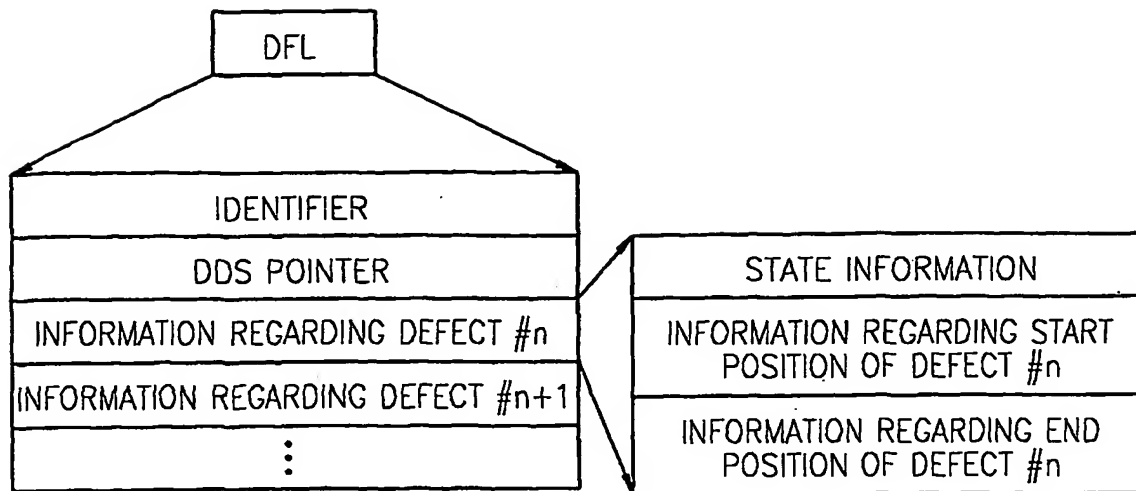 DFL
IDENTIFIER
DDS POINTER
INFORMATION REGARDING DEFECT #n
INFORMATION REGARDING DEFECT #n+1
⋮
STATE INFORMATION
INFORMATION REGARDING START
POSITION OF DEFECT #n
INFORMATION REGARDING END
POSITION OF DEFECT #n